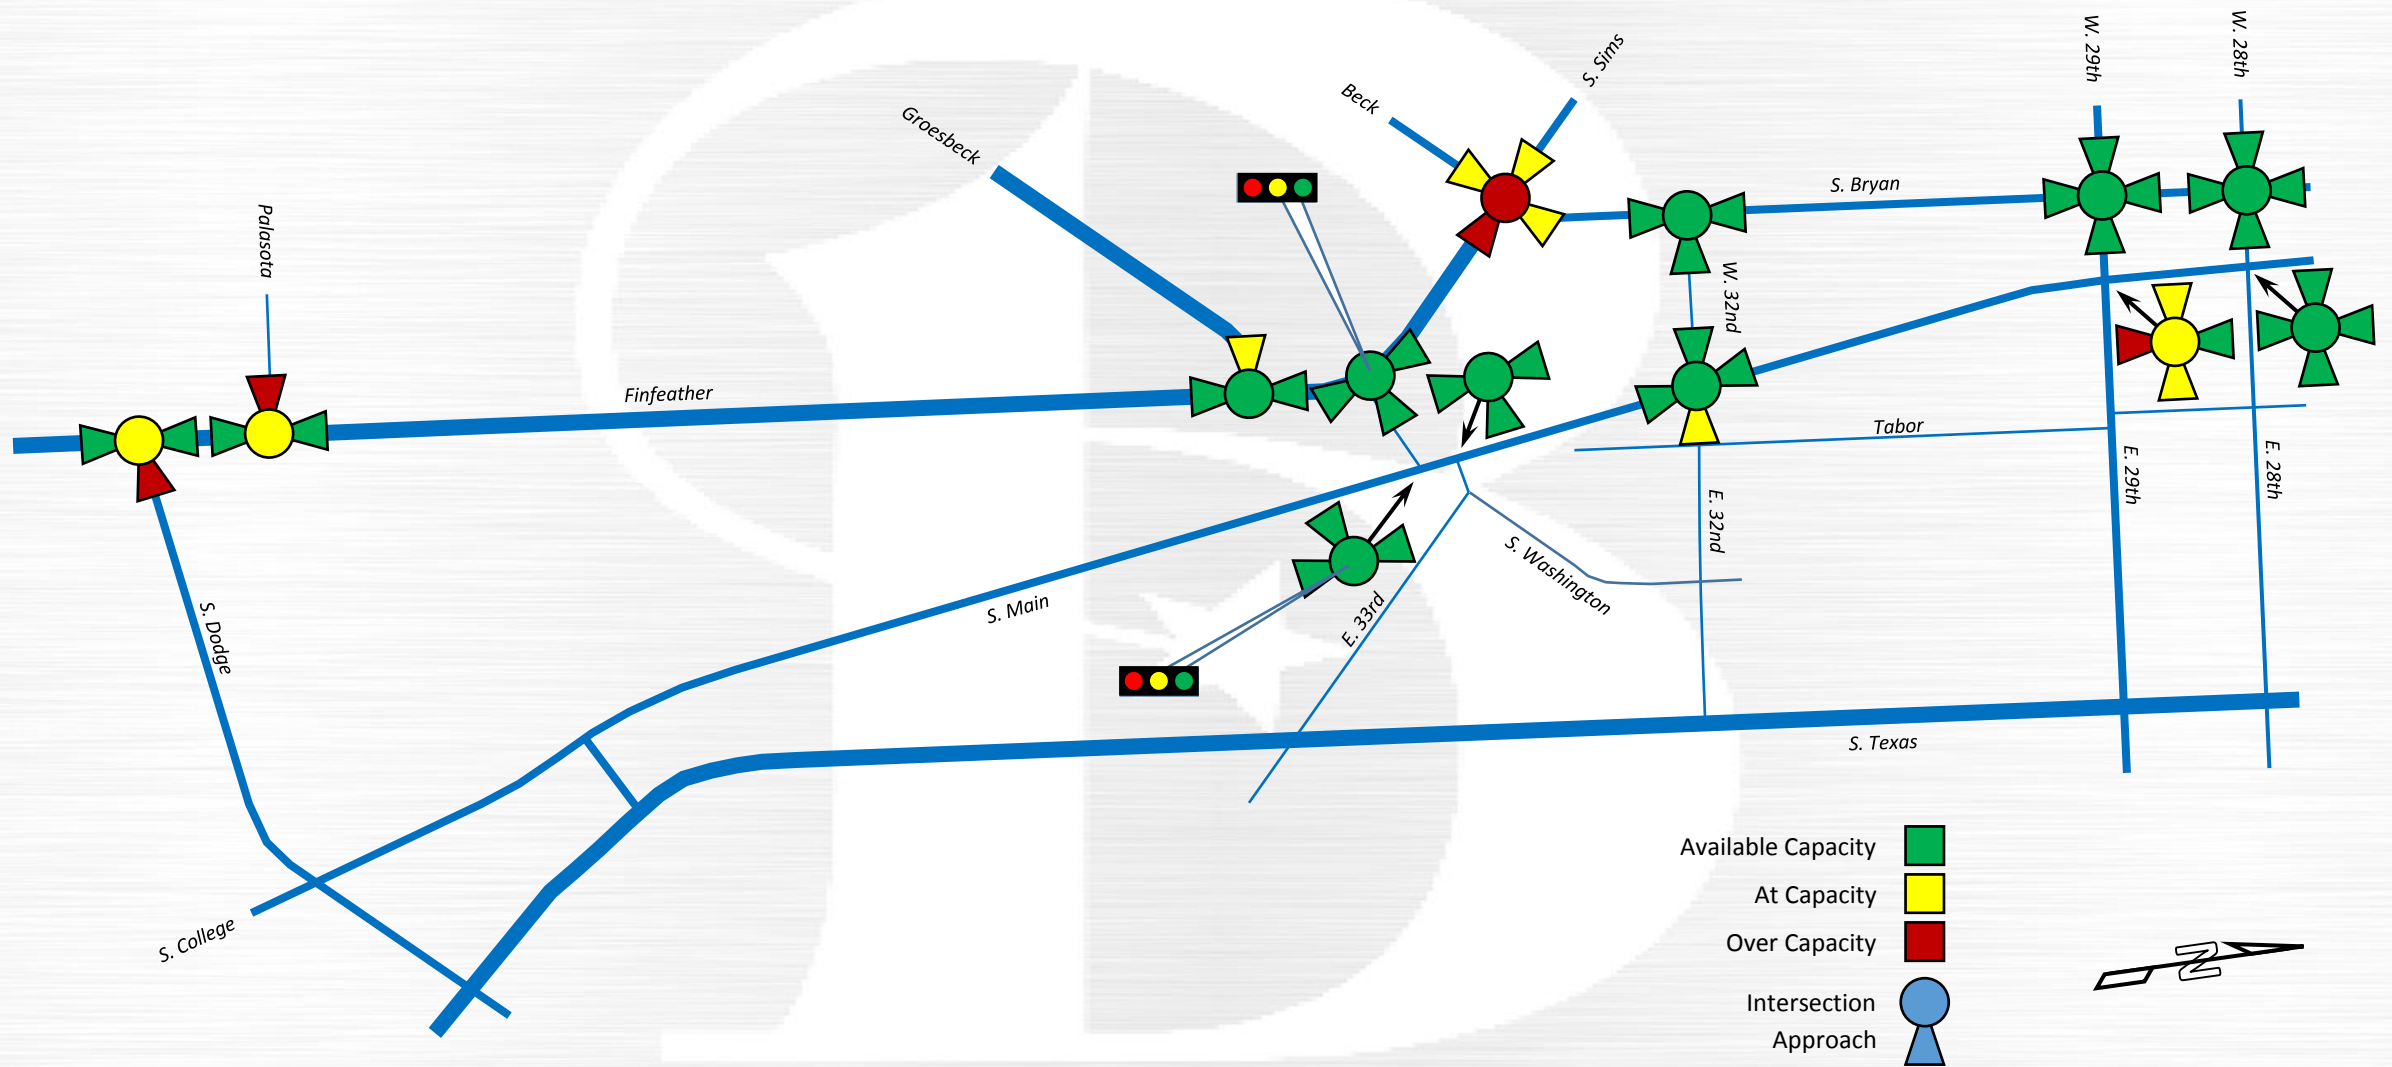 W. 29th
W. 28th
S. Sims
Beck
Groesbeck
S. Bryan
Palasota
W. 32nd
Finfeather
Tabor
E. 29th
E. 28th
E. 32nd
S. Washington
S. Main
E. 33rd
S. Dodge
S. Texas
S. College
Available Capacity
At Capacity
Over Capacity
Intersection
Approach
N